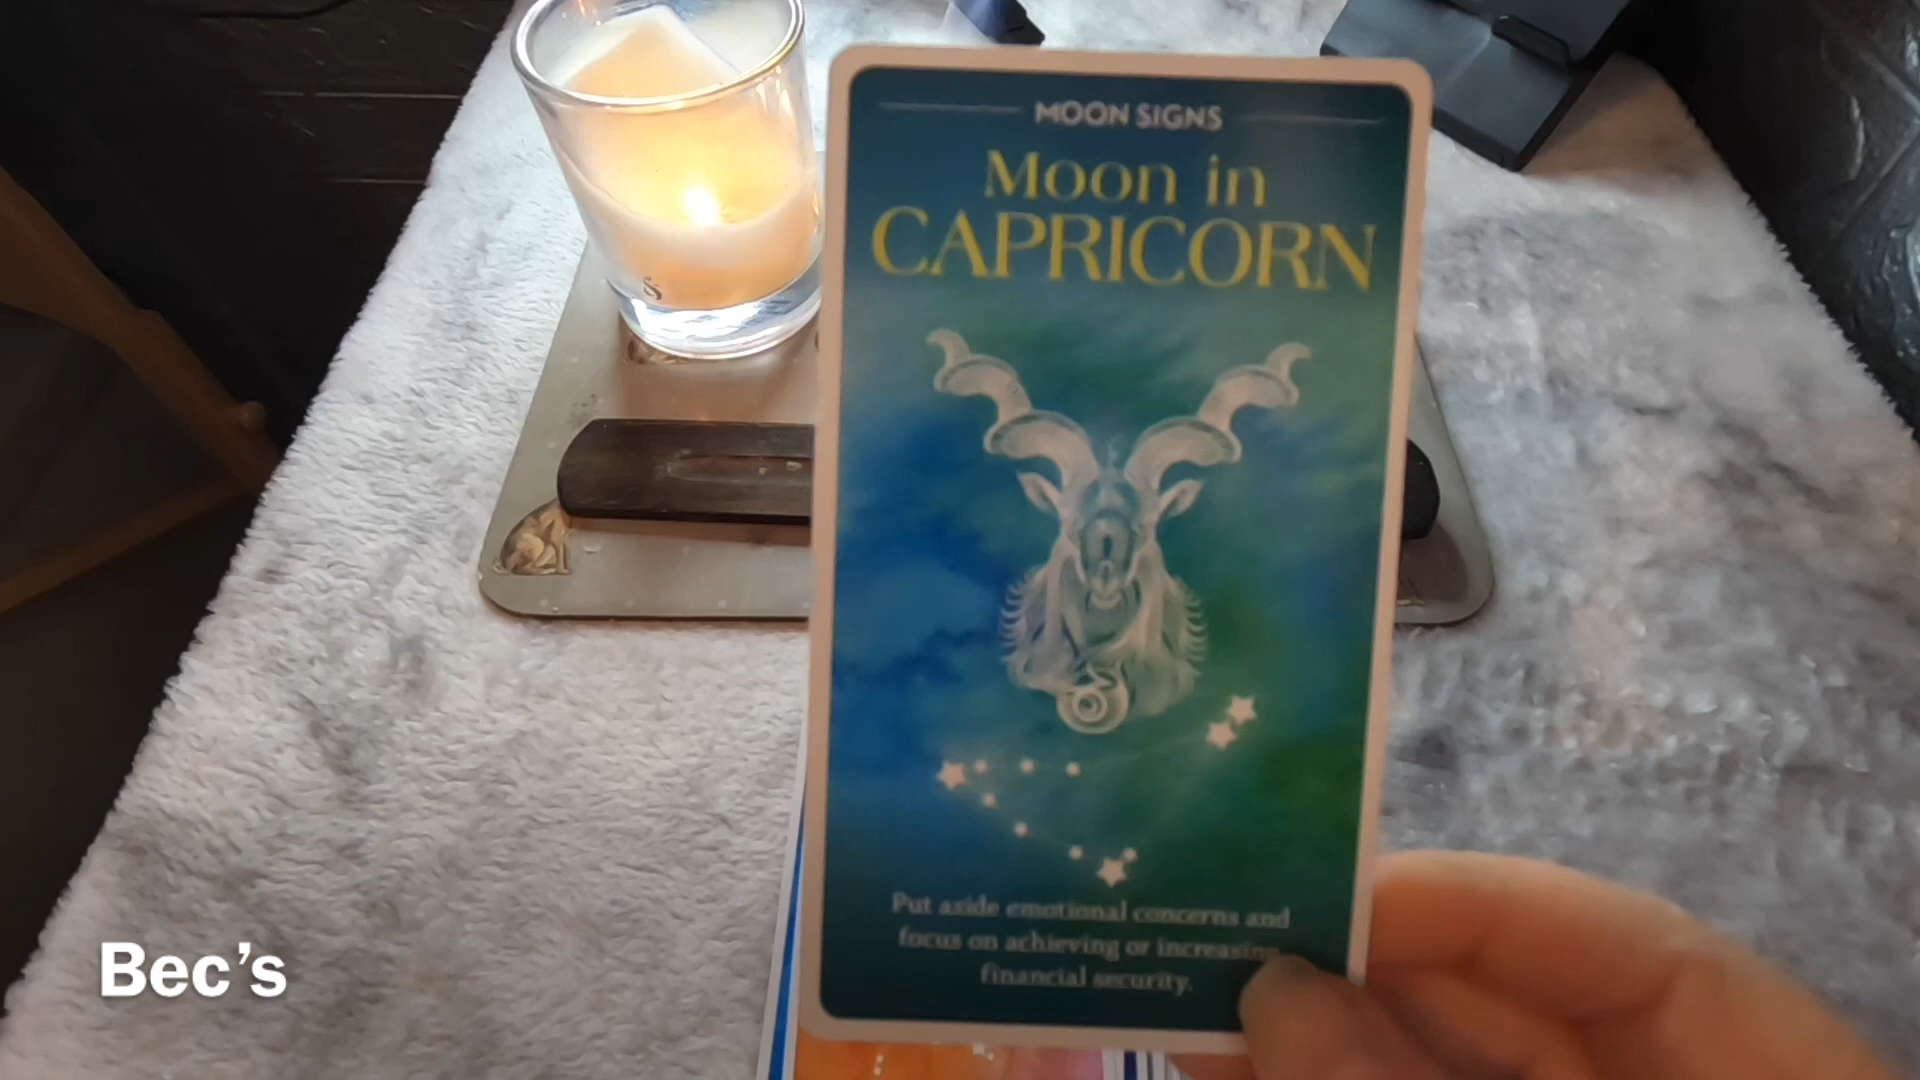 MOON SIGNS
Moon in
CAPRICORN
Put aside emotional concerns and
focus on achieving or increasing
financial security.
Bec’s